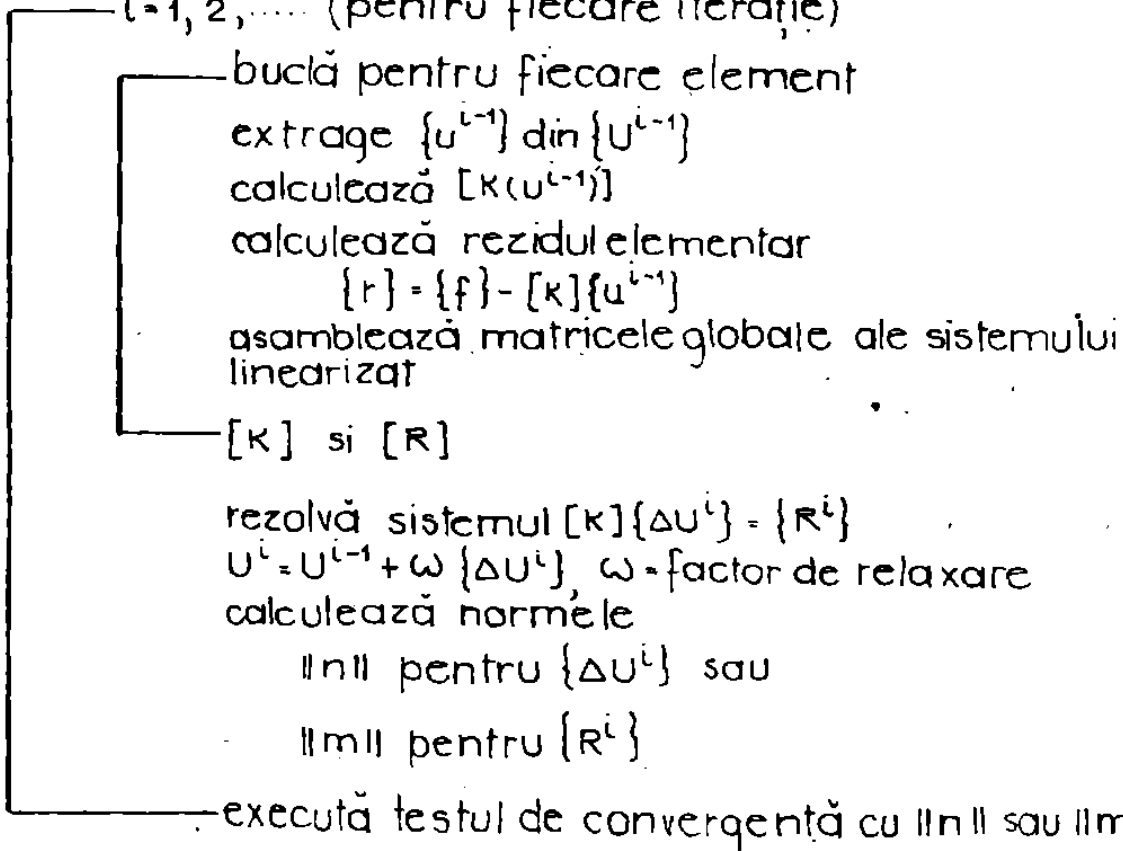 i=1, 2,..... (pentru fiecare iterație)
buclă pentru fiecare element
extrage {u^{i-1}} din {U^{i-1}}
calculează [K(u^{i-1})]
calculează rezidul elementar
{r} = {f} - [K]{u^{i-1}}
asamblează matricele globale ale sistemului
linearizat
[K] si [R]
rezolvă sistemul [K]{ΔU^i} = {R^i}
U^i = U^{i-1} + ω {ΔU^i}, ω = factor de relaxare
calculează normele
||n|| pentru {ΔU^i} sau
||m|| pentru {R^i}
execută testul de convergență cu ||n|| sau ||m